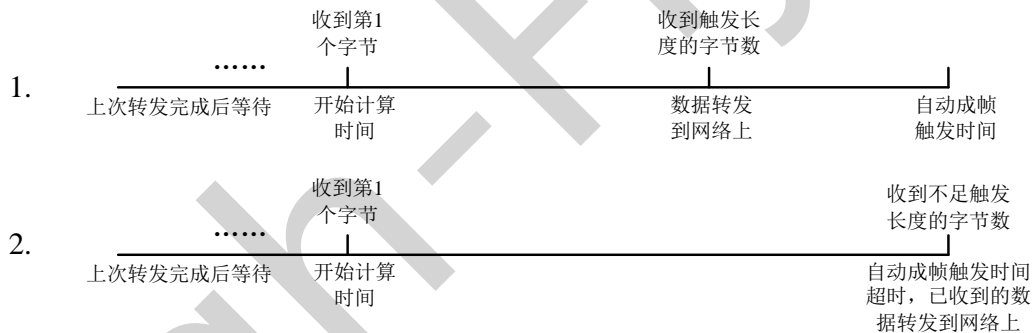 收到第1
个字节
收到触发长
度的字节数
……
1.
上次转发完成后等待
开始计算
时间
数据转发
到网络上
自动成帧
触发时间
收到第1
个字节
收到不足触发
长度的字节数
……
2.
上次转发完成后等待
开始计算
时间
自动成帧触发时间
超时，已收到的数
据转发到网络上